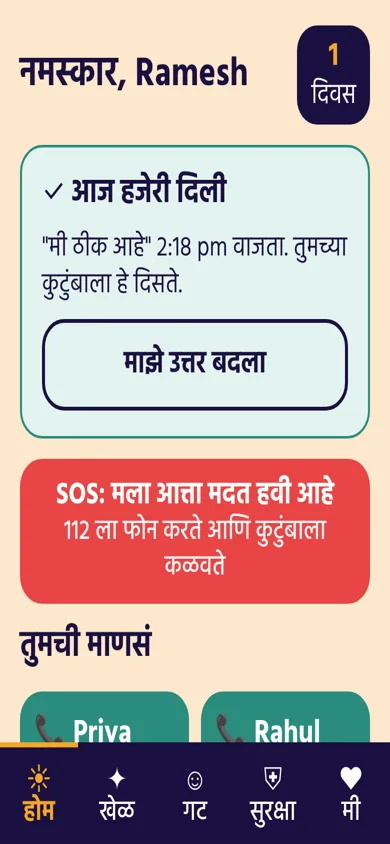 नमस्कार, Ramesh
1
दिवस
✓ आज हजेरी दिली
"मी ठीक आहे" 2:18 pm वाजता. तुमच्या
कुटुंबाला हे दिसते.
माझे उत्तर बदला
SOS: मला आत्ता मदत हवी आहे
112 ला फोन करते आणि कुटुंबाला
कळवते
तुमची माणसं
Priya
Rahul
होम
खेळ
गट
सुरक्षा
मी